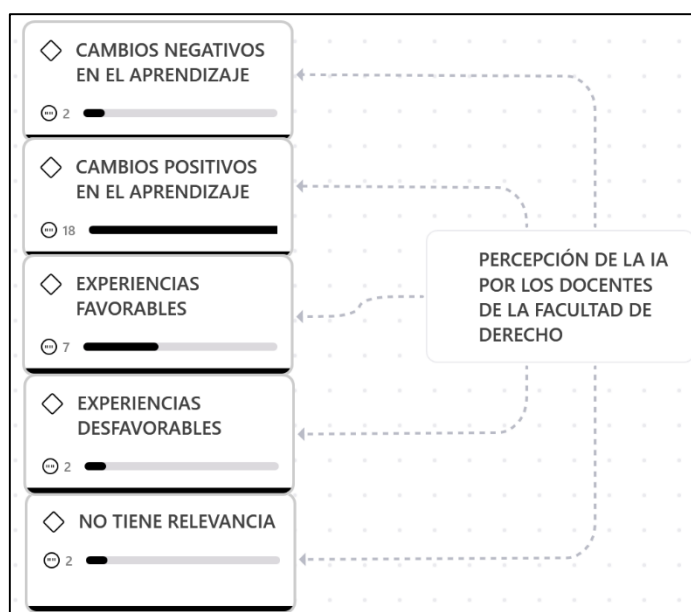 CAMBIOS NEGATIVOS
EN EL APRENDIZAJE
2
CAMBIOS POSITIVOS
EN EL APRENDIZAJE
18
EXPERIENCIAS
FAVORABLES
7
EXPERIENCIAS
DESFAVORABLES
2
NO TIENE RELEVANCIA
2
PERCEPCIÓN DE LA IA
POR LOS DOCENTES
DE LA FACULTAD DE
DERECHO